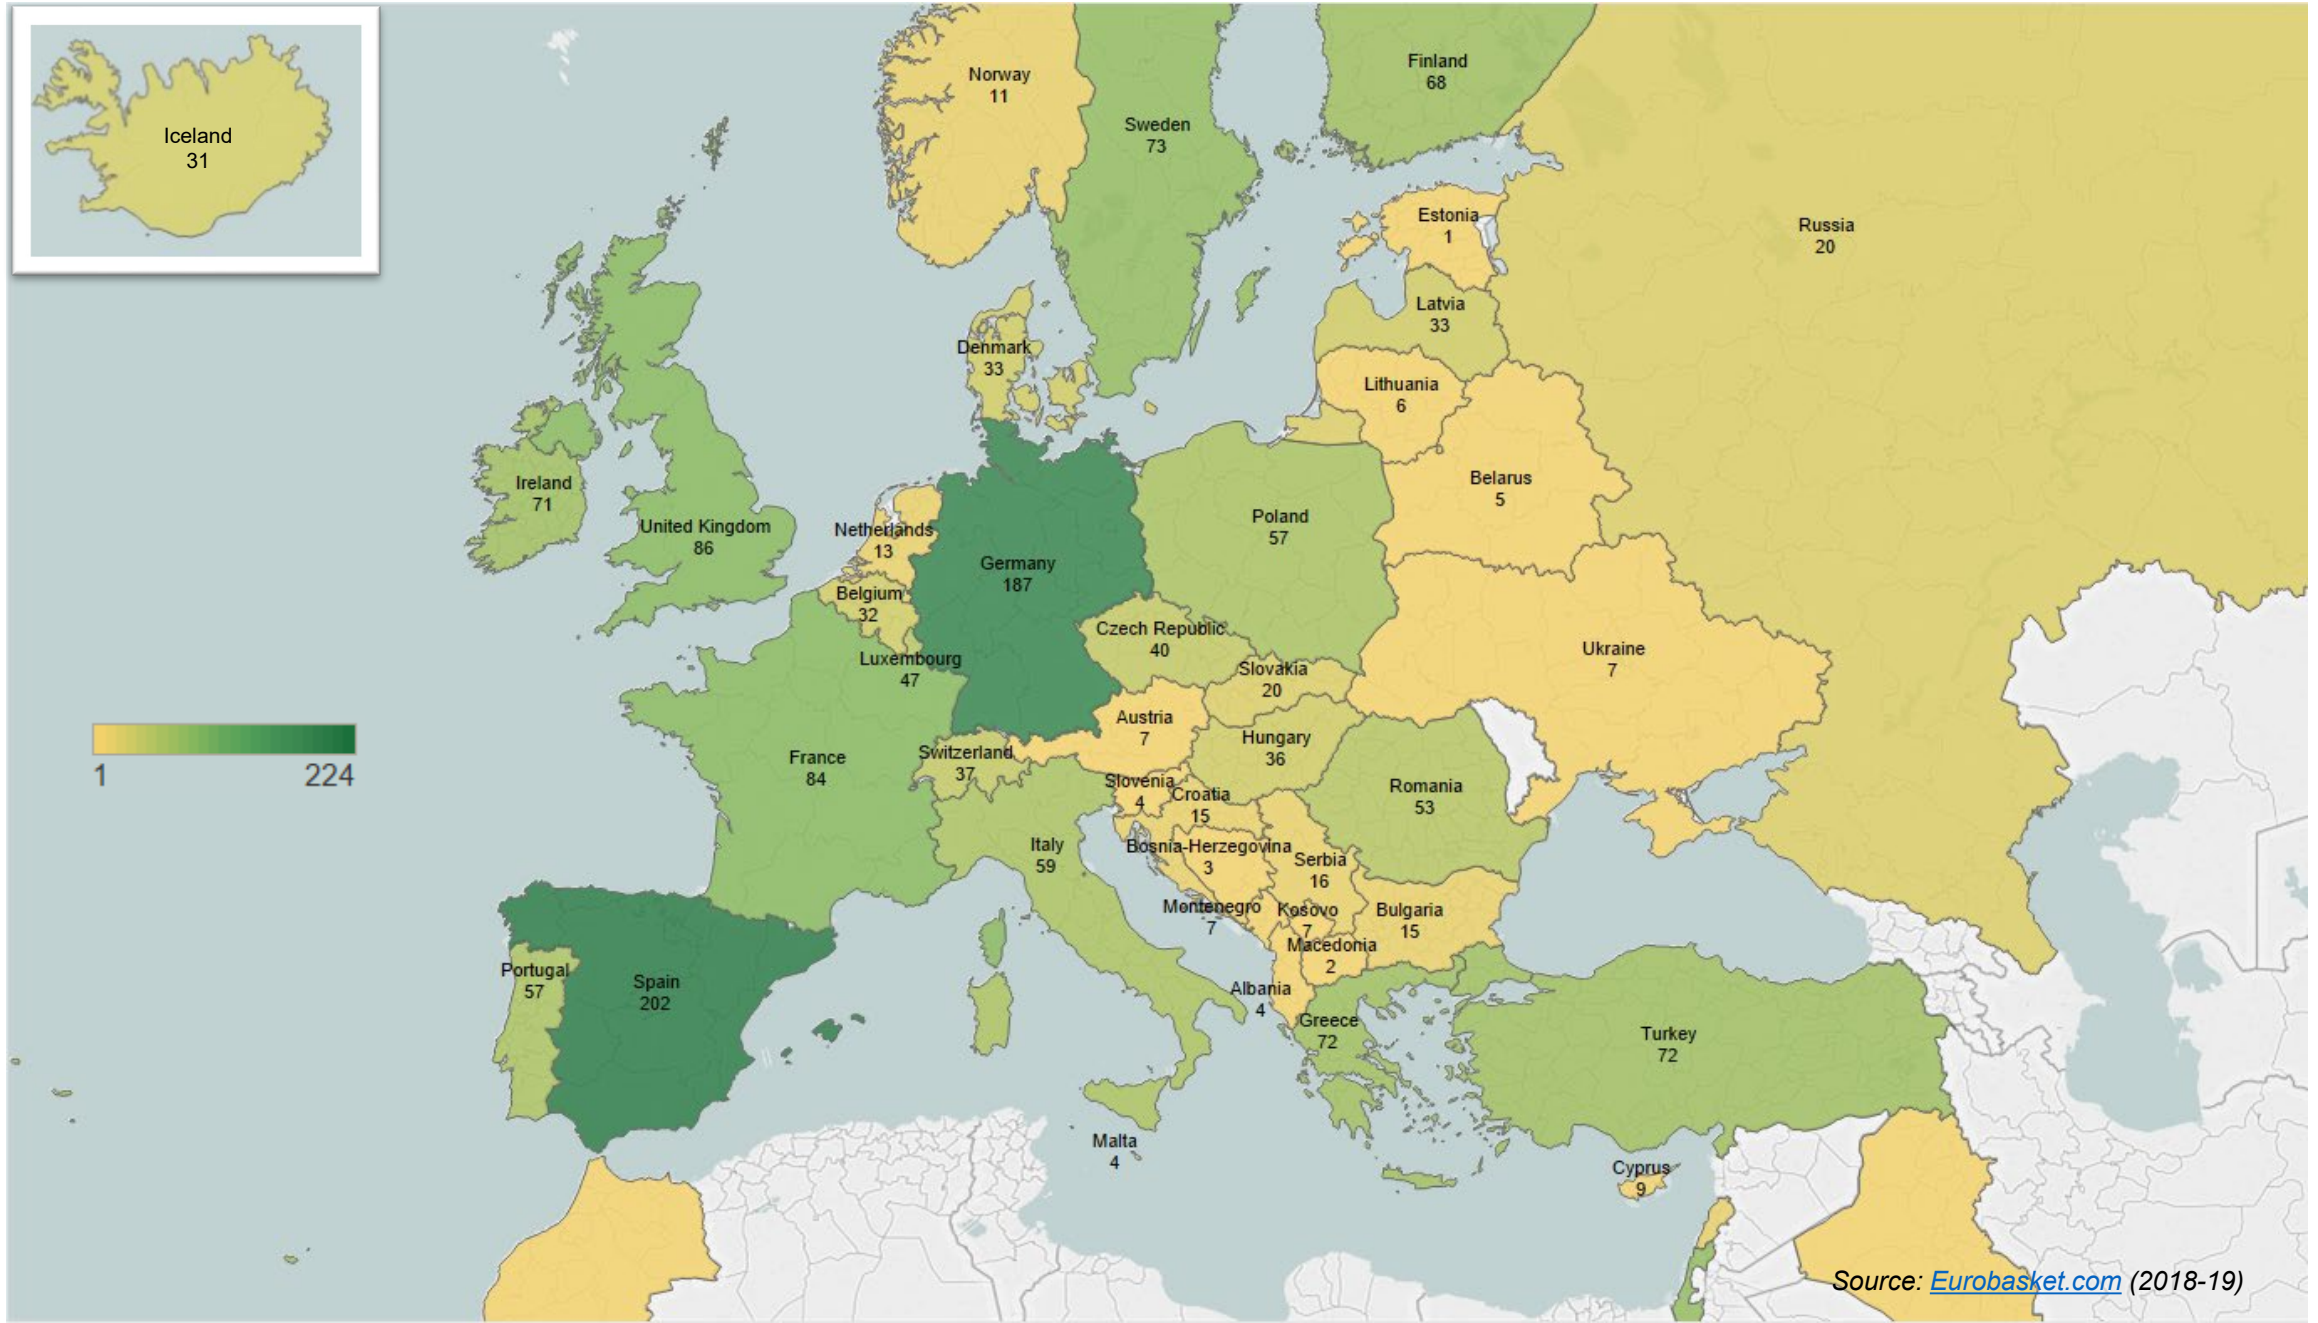 Iceland
31
Norway
11
Sweden
73
Finland
68
Estonia
1
Russia
20
Latvia
33
Denmark
33
Lithuania
6
Ireland
71
United Kingdom
86
Netherlands
13
Germany
187
Poland
57
Belarus
5
Belgium
32
Luxembourg
47
Czech Republic
40
Slovakia
20
Ukraine
7
Austria
7
Hungary
36
France
84
Switzerland
37
Slovenia
4
Croatia
15
Romania
53
1
224
Italy
59
Bosnia-Herzegovina
3
Serbia
16
Montenegro
7
Kosovo
7
Bulgaria
15
Macedonia
2
Portugal
57
Spain
202
Albania
4
Greece
72
Turkey
72
Malta
4
Cyprus
9
Source: Eurobasket.com (2018-19)